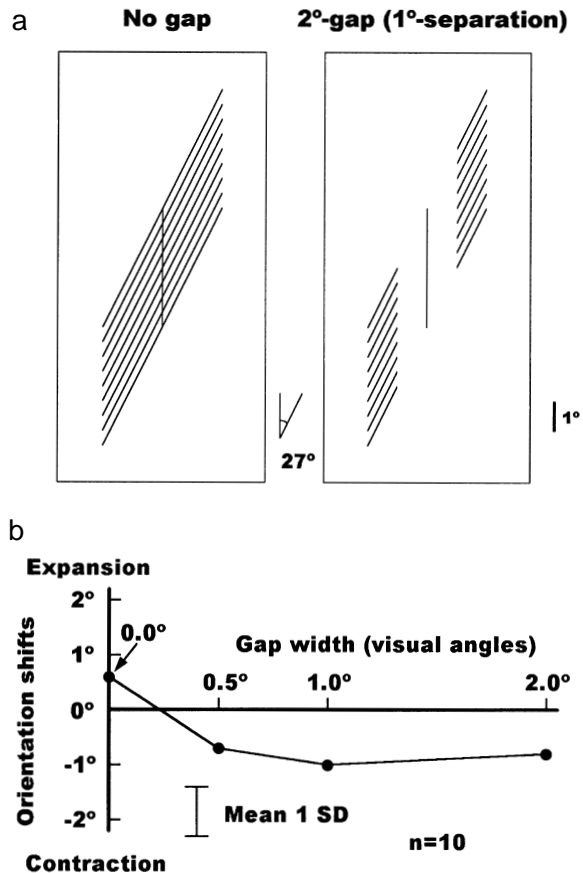 a
No gap
2º-gap (1º-separation)
27º
1º
b
Expansion
2º
0.0º
Gap width (visual angles)
1º
0.5º
1.0º
2.0º
0º
Orientation shifts
-1º
Mean 1 SD
-2º
n=10
Contraction